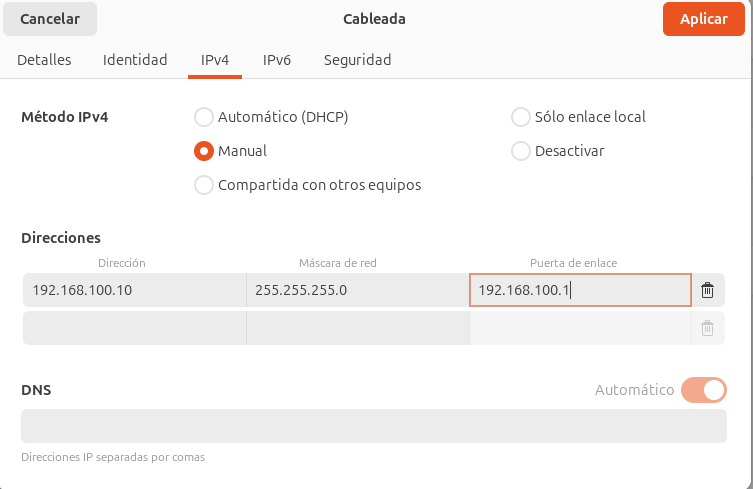 Cancelar Cableada Aplicar
Detalles Identidad IPv4 IPv6 Seguridad
Método IPv4 Automático (DHCP) Sólo enlace local
Manual Desactivar
Compartida con otros equipos
Direcciones
Dirección Máscara de red Puerta de enlace
192.168.100.10 255.255.255.0 192.168.100.1
DNS Automático
Direcciones IP separadas por comas